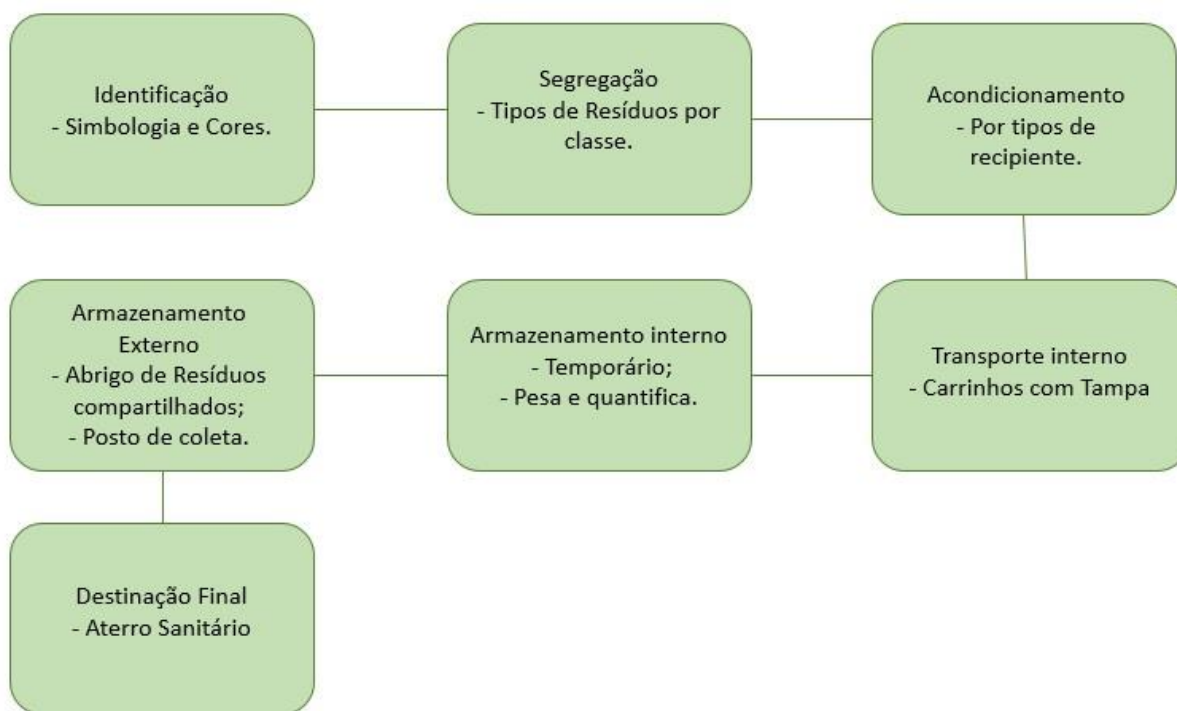 Identificação
- Simbologia e Cores.
Segregação
- Tipos de Resíduos por
classe.
Acondicionamento
- Por tipos de
recipiente.
Transporte interno
- Carrinhos com Tampa
Armazenamento interno
- Temporário;
- Pesa e quantifica.
Armazenamento
Externo
- Abrigo de Resíduos
compartilhados;
- Posto de coleta.
Destinação Final
- Aterro Sanitário